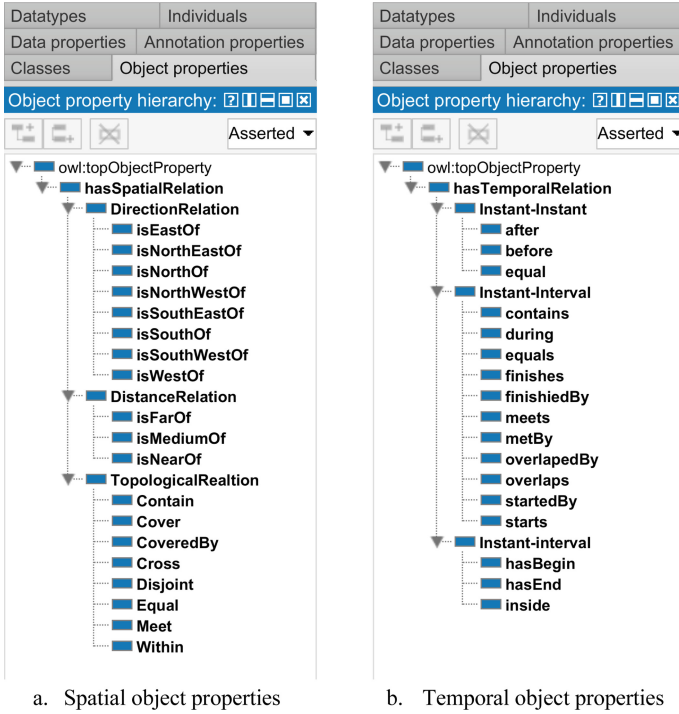 Datatypes Individuals
Data properties Annotation properties
Classes Object properties
Object property hierarchy:
Asserted
owl:topObjectProperty
hasSpatialRelation
DirectionRelation
isEastOf
isNorthEastOf
isNorthOf
isNorthWestOf
isSouthEastOf
isSouthOf
isSouthWestOf
isWestOf
DistanceRelation
isFarOf
isMediumOf
isNearOf
TopologicalRealtion
Contain
Cover
CoveredBy
Cross
Disjoint
Equal
Meet
Within
a. Spatial object properties
Datatypes Individuals
Data properties Annotation properties
Classes Object properties
Object property hierarchy:
Asserted
owl:topObjectProperty
hasTemporalRelation
Instant-Instant
after
before
equal
Instant-Interval
contains
during
equals
finishes
finishiedBy
meets
metBy
overlapedBy
overlaps
startedBy
starts
Instant-interval
hasBegin
hasEnd
inside
b. Temporal object properties